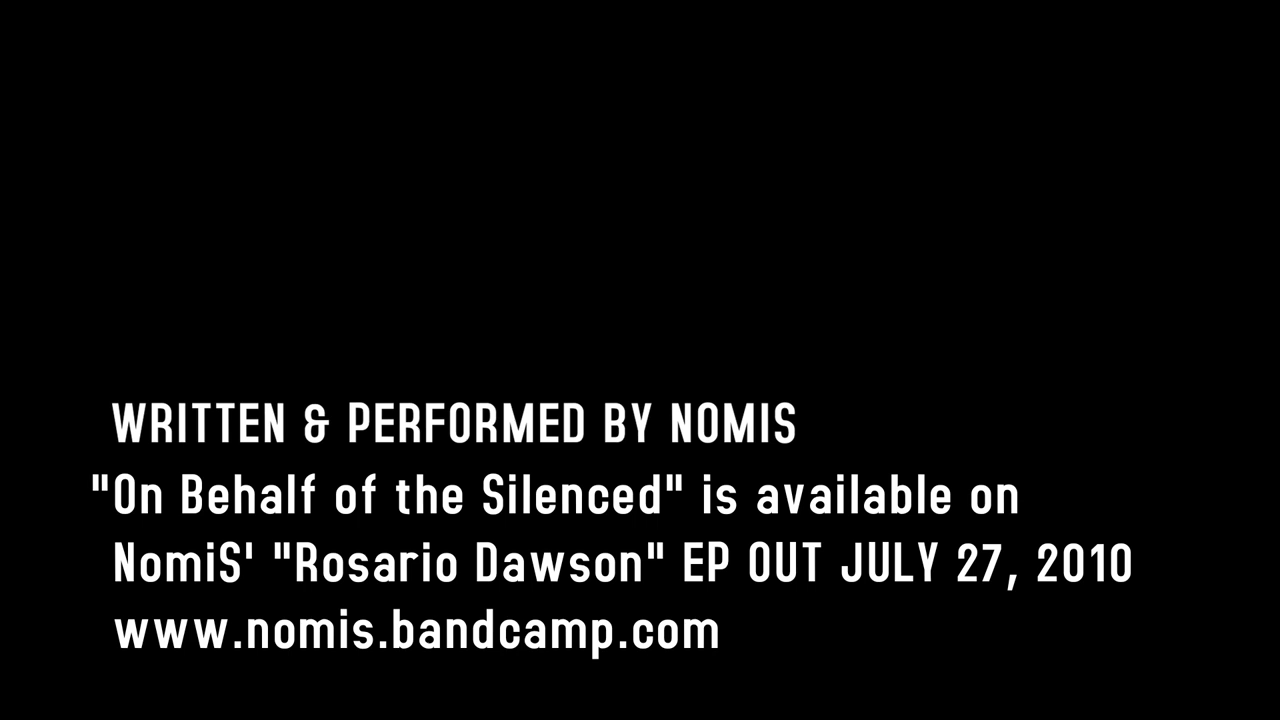 WRITTEN & PERFORMED BY NOMIS
"On Behalf of the Silenced" is available on
NomiS' "Rosario Dawson" EP OUT JULY 27, 2010
www.nomis.bandcamp.com